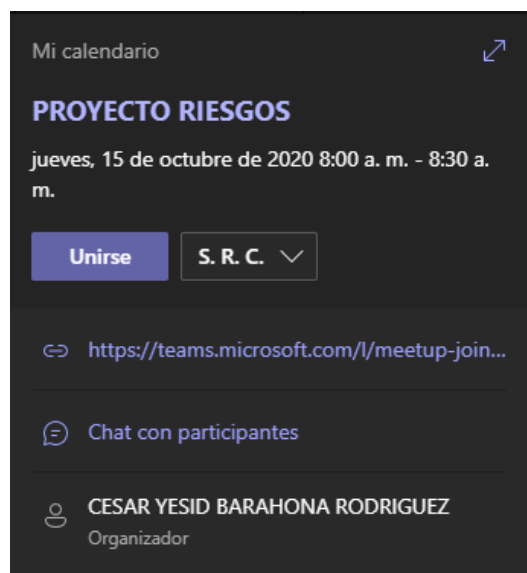 Mi calendario
PROYECTO RIESGOS
jueves, 15 de octubre de 2020 8:00 a. m. - 8:30 a.
m.
Unirse
S. R. C.
https://teams.microsoft.com/l/meetup-join...
Chat con participantes
CESAR YESID BARAHONA RODRIGUEZ
Organizador